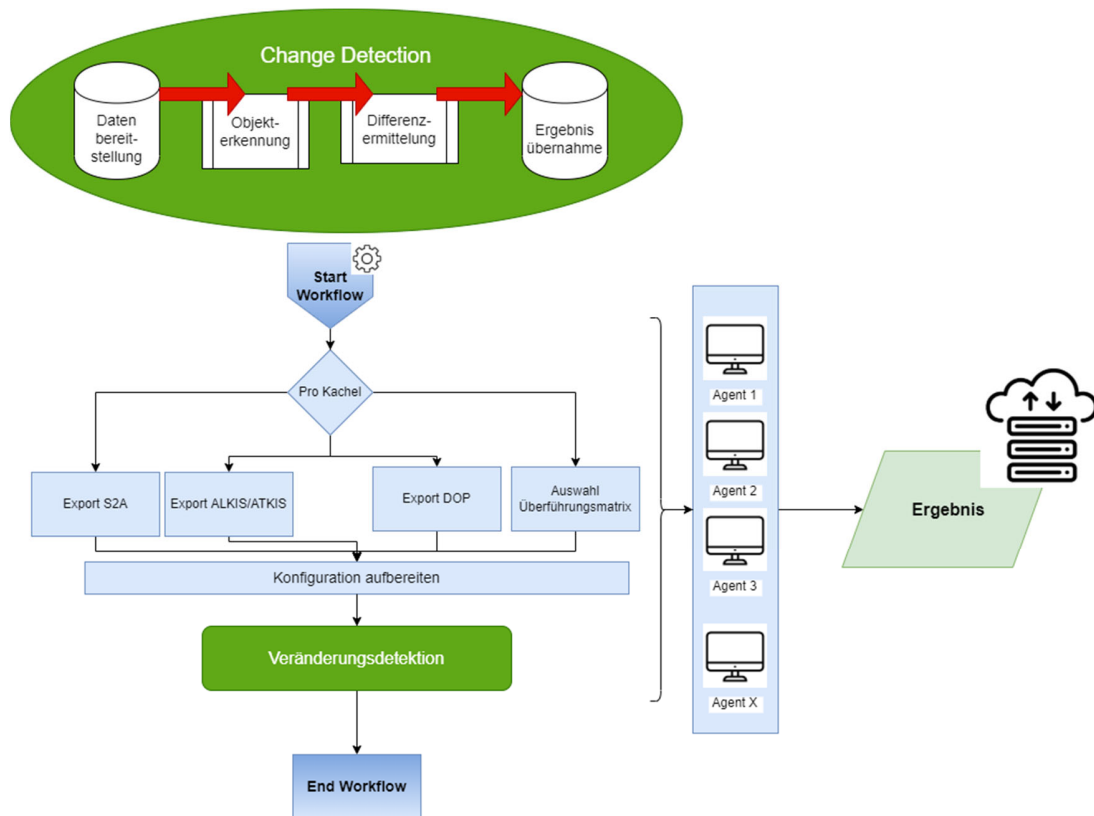 Change Detection
Daten
bereit-
stellung
Objekt-
erkennung
Differenz-
ermittelung
Ergebnis
übernahme
Start
Workflow
Pro Kachel
Export S2A
Export ALKIS/ATKIS
Export DOP
Auswahl
Überführungsmatrix
Konfiguration aufbereiten
Veränderungsdetektion
End Workflow
Agent 1
Agent 2
Agent 3
Agent X
Ergebnis